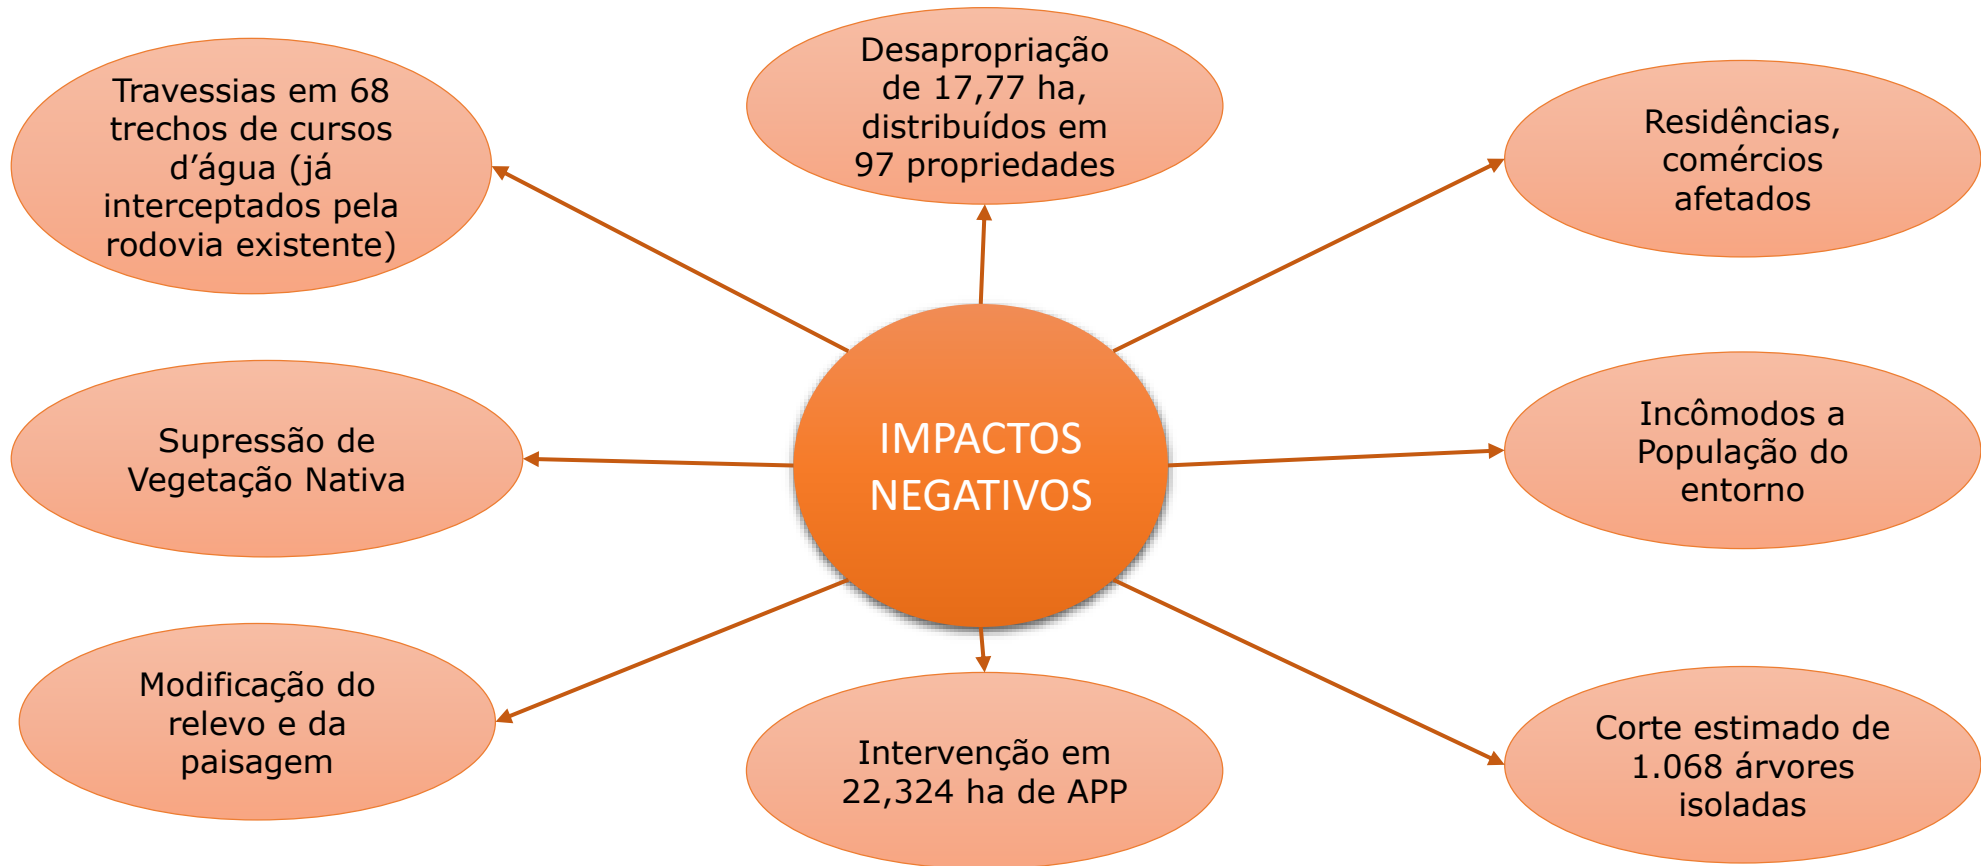 Travessias em 68
trechos de cursos
d’água (já
interceptados pela
rodovia existente)
Desapropriação
de 17,77 ha,
distribuídos em
97 propriedades
Residências,
comércios
afetados
Supressão de
Vegetação Nativa
IMPACTOS
NEGATIVOS
Incômodos a
População do
entorno
Modificação do
relevo e da
paisagem
Intervenção em
22,324 ha de APP
Corte estimado de
1.068 árvores
isoladas